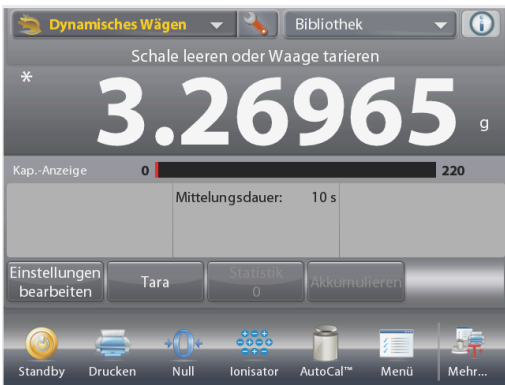 Dynamisches Wägen Bibliothek
Schale leeren oder Waage tarieren
* 3.26965 g
Kap.-Anzeige 0 220
Mittelungsdauer: 10 s
Einstellungen bearbeiten Tara Statistik 0 Akkumulieren
Standby Drucken Null Ionisator AutoCal™ Menü Mehr...